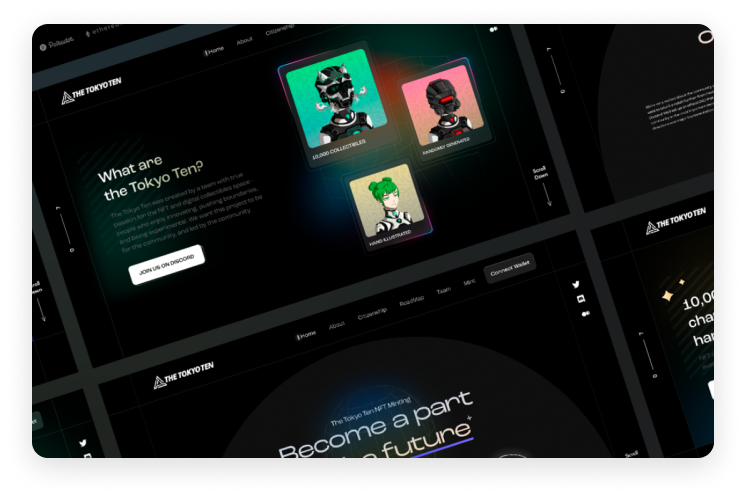 Polkadot
ethereum
Home
About
Citizenship
THE TOKYO TEN
What are
the Tokyo Ten?
The Tokyo Ten was created by a team with true
passion for the NFT and digital collectibles space:
people who enjoy innovating, pushing boundaries,
and being experimental. We want this project to be
for the community, and led by the community.
JOIN US ON DISCORD
10,000 COLLECTIBLES
RANDOMLY GENERATED
HAND ILLUSTRATED
Scroll
Down
THE TOKYO TEN
Home
About
Citizenship
RoadMap
Team
Mint
Connect Wallet
The Tokyo Ten NFT Minting
Become a part
future
THE TOKYO TEN
10,00
cha
han
Scroll